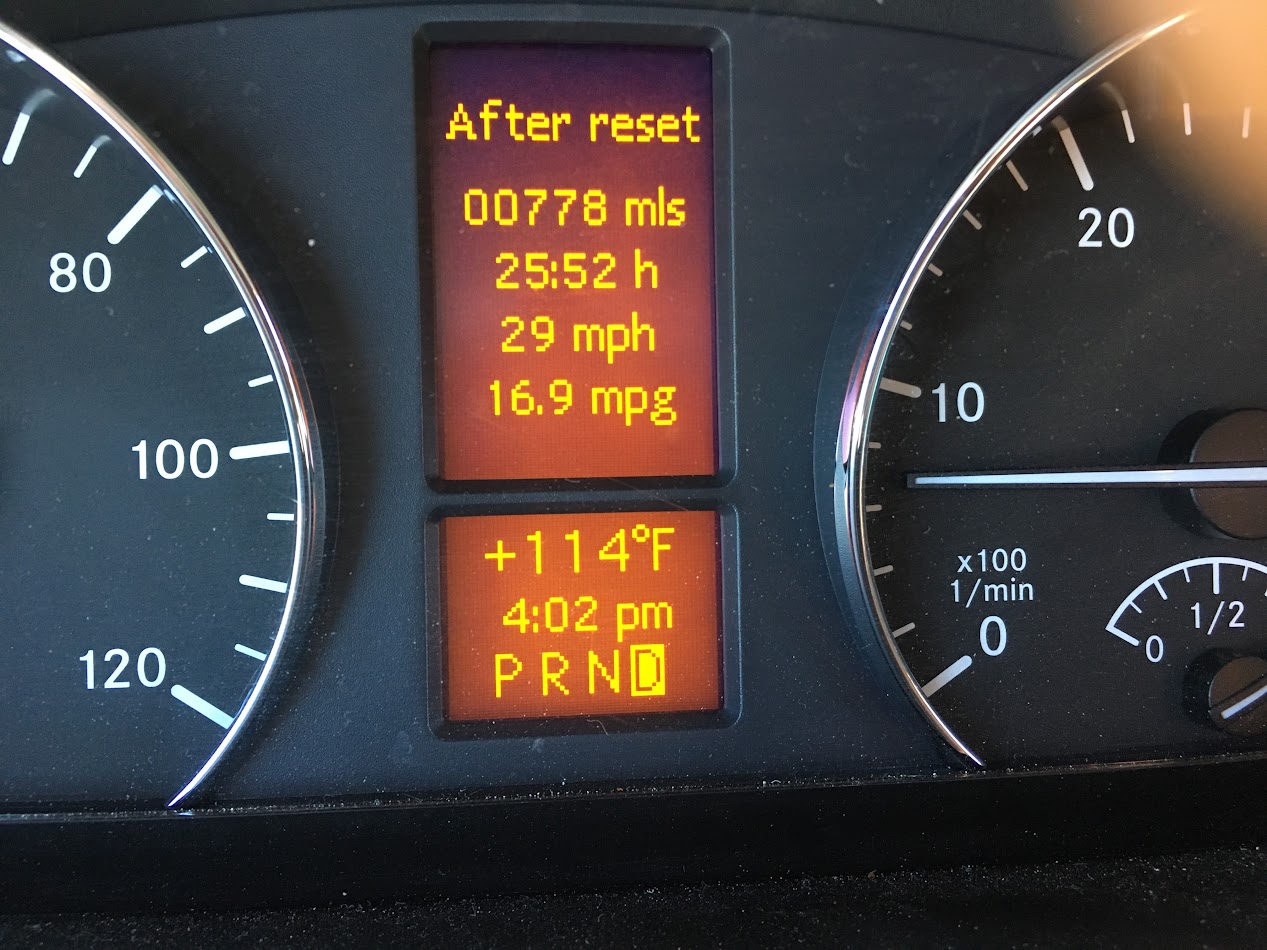 After reset
00778 mls
25:52 h
29 mph
16.9 mpg
+114°F
4:02 pm
P R N D
80
100
120
20
10
x100
1/min
0
1/2
0